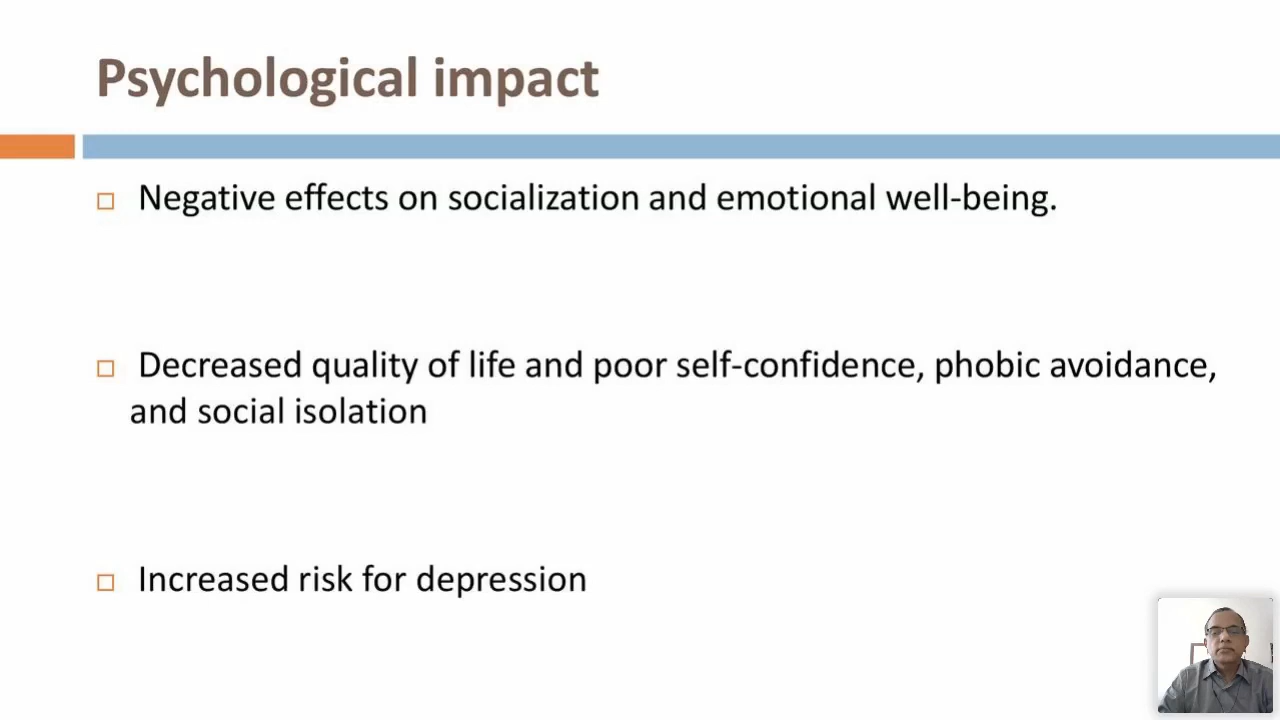 Psychological impact
Negative effects on socialization and emotional well-being.
Decreased quality of life and poor self-confidence, phobic avoidance,
and social isolation
Increased risk for depression